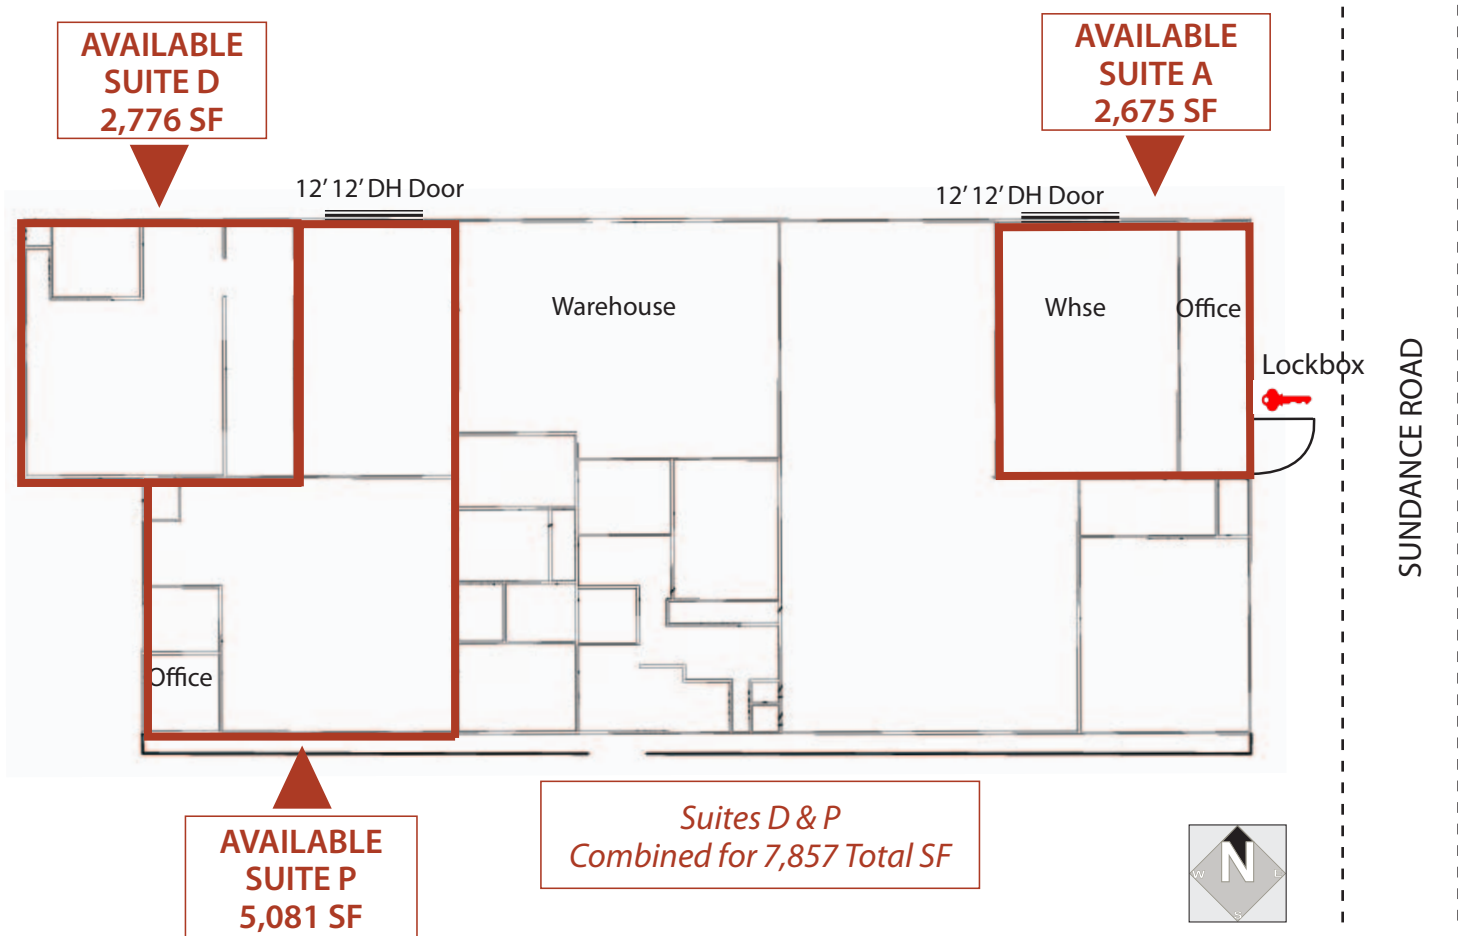 AVAILABLE
SUITE D
2,776 SF
AVAILABLE
SUITE A
2,675 SF
12’ 12’ DH Door
12’ 12’ DH Door
Warehouse
Whse
Office
Lockbox
SUNDANCE ROAD
Office
AVAILABLE
SUITE P
5,081 SF
Suites D & P
Combined for 7,857 Total SF
N
W
L
S